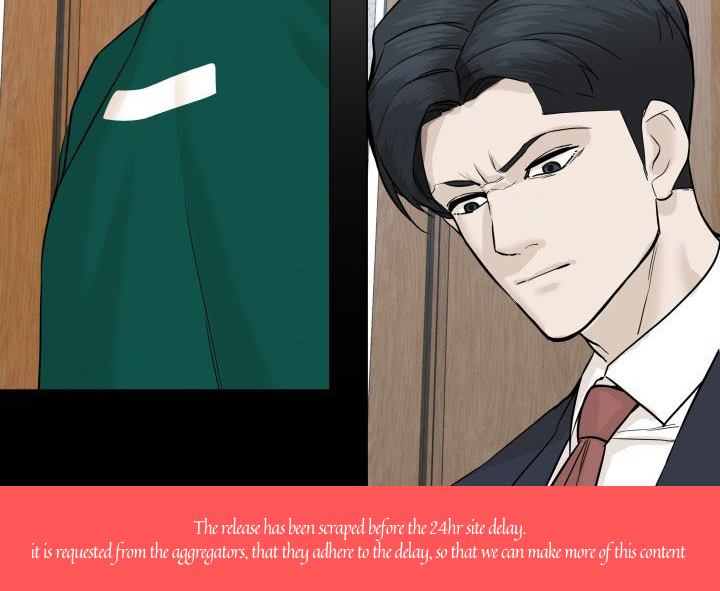 The release has been scraped before the 24hr site delay.
it is requested from the aggregators, that they adhere to the delay, so that we can make more of this content